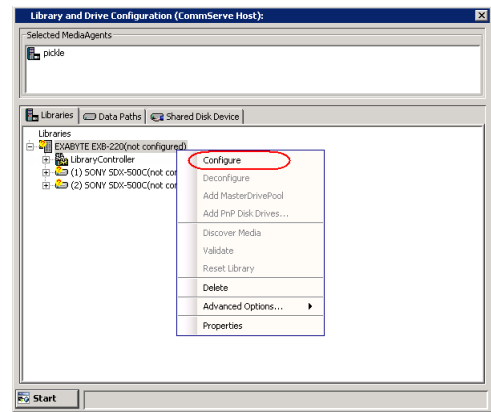 Library and Drive Configuration (CommServe Host):
Selected MediaAgents
pickle
Libraries
Data Paths
Shared Disk Device
Libraries
EXABYTE EXB-220(not configured)
LibraryController
(1) SONY SDX-500C(not con
(2) SONY SDX-500C(not con
Configure
Deconfigure
Add MasterDrivePool
Add PnP Disk Drives...
Discover Media
Validate
Reset Library
Delete
Advanced Options...
Properties
Start